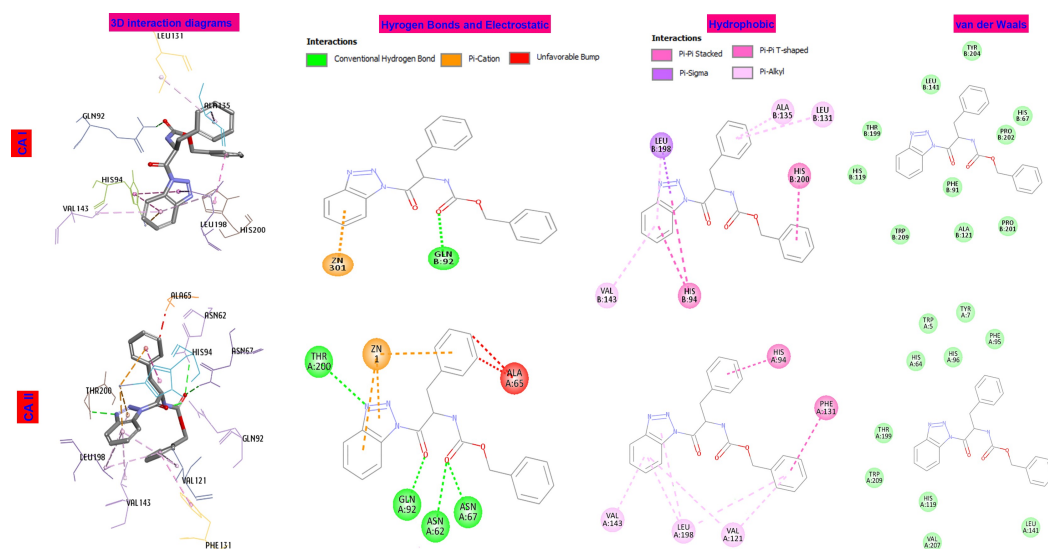 3D interaction diagrams
Hyrogen Bonds and Electrostatic
Hydrophobic
van der Waals
Interactions
Conventional Hydrogen Bond
Pi-Cation
Unfavorable Bump
Interactions
Pi-Pi Stacked
Pi-Pi T-shaped
Pi-Sigma
Pi-Alkyl
CA I
LEU131
ALA135
GLN92
HIS94
VAL143
LEU198
HIS200
N
N
N
O
O
N
O
ZN
301
GLN
B:92
LEU
B:198
ALA
B:135
LEU
B:131
HIS
B:200
N
N
N
O
O
N
O
VAL
B:143
HIS
B:94
TYR
B:204
LEU
B:141
HIS
B:67
THR
B:199
PRO
B:202
HIS
B:119
N
N
N
O
O
N
O
PHE
B:91
TRP
B:209
ALA
B:121
PRO
B:201
CA II
ALA65
ASN62
HIS94
ASN67
THR200
GLN92
LEU198
VAL121
VAL143
PHE131
THR
A:200
ZN
1
ALA
A:65
N
N
N
O
O
N
O
GLN
A:92
ASN
A:62
ASN
A:67
HIS
A:94
PHE
A:131
N
N
N
O
O
N
O
VAL
A:143
LEU
A:198
VAL
A:121
TYR
A:7
TRP
A:5
PHE
A:95
HIS
A:64
HIS
A:96
THR
A:199
TRP
A:209
N
N
N
O
O
N
O
HIS
A:119
LEU
A:141
VAL
A:207